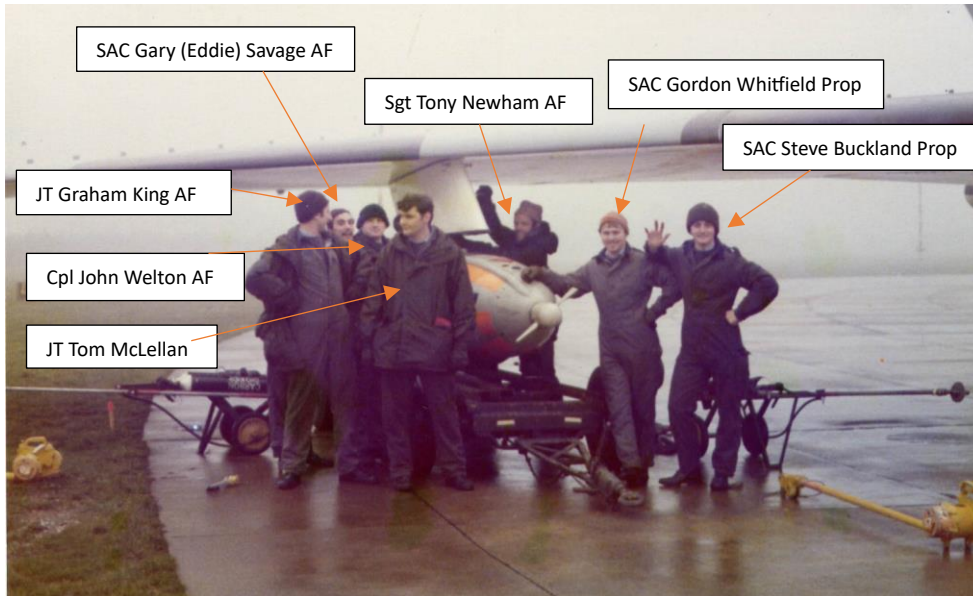 SAC Gary (Eddie) Savage AF
Sgt Tony Newham AF
SAC Gordon Whitfield Prop
SAC Steve Buckland Prop
JT Graham King AF
Cpl John Welton AF
JT Tom McLellan